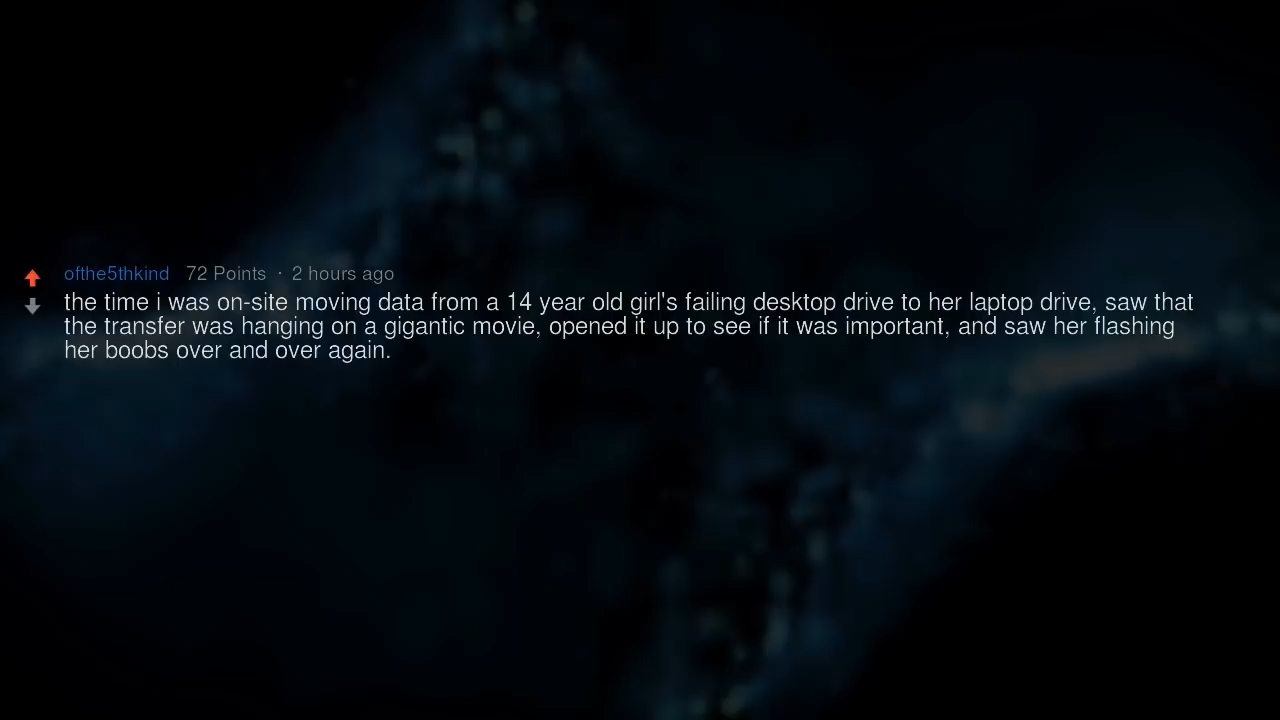 ofthe5thkind 72 Points · 2 hours ago
the time i was on-site moving data from a 14 year old girl's failing desktop drive to her laptop drive, saw that
the transfer was hanging on a gigantic movie, opened it up to see if it was important, and saw her flashing
her boobs over and over again.